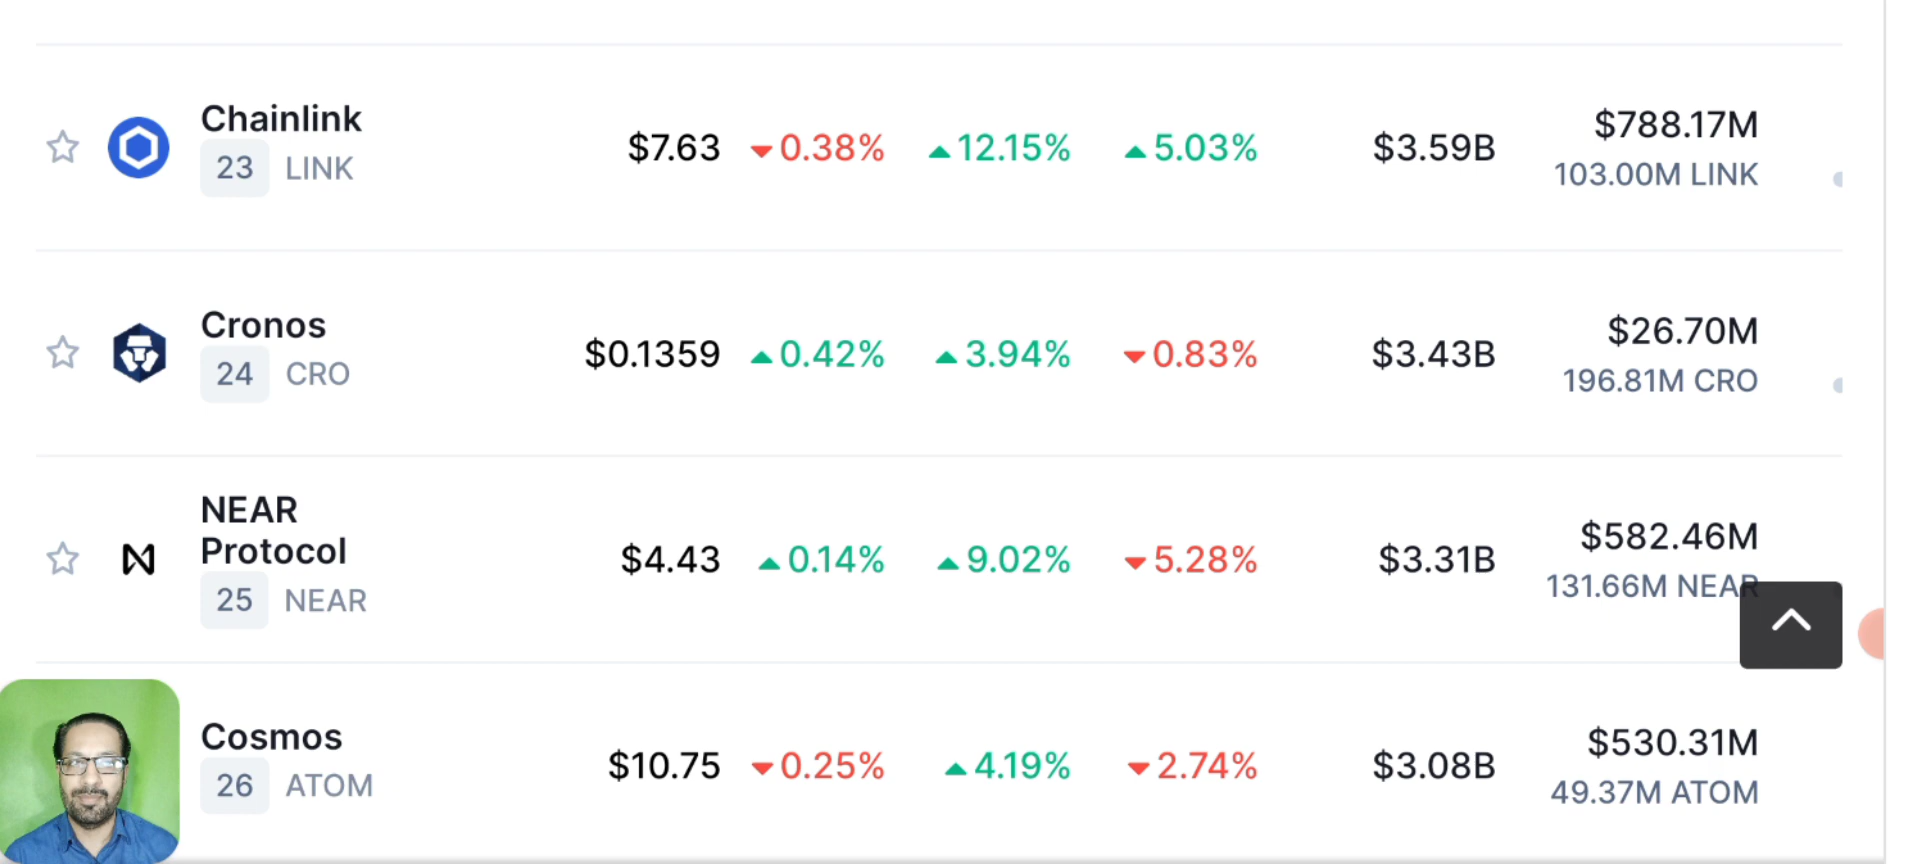 Chainlink
23 LINK
$7.63 0.38% 12.15% 5.03% $3.59B
$788.17M
103.00M LINK
Cronos
24 CRO
$0.1359 0.42% 3.94% 0.83% $3.43B
$26.70M
196.81M CRO
NEAR
Protocol
25 NEAR
$4.43 0.14% 9.02% 5.28% $3.31B
$582.46M
131.66M NEAR
Cosmos
26 ATOM
$10.75 0.25% 4.19% 2.74% $3.08B
$530.31M
49.37M ATOM